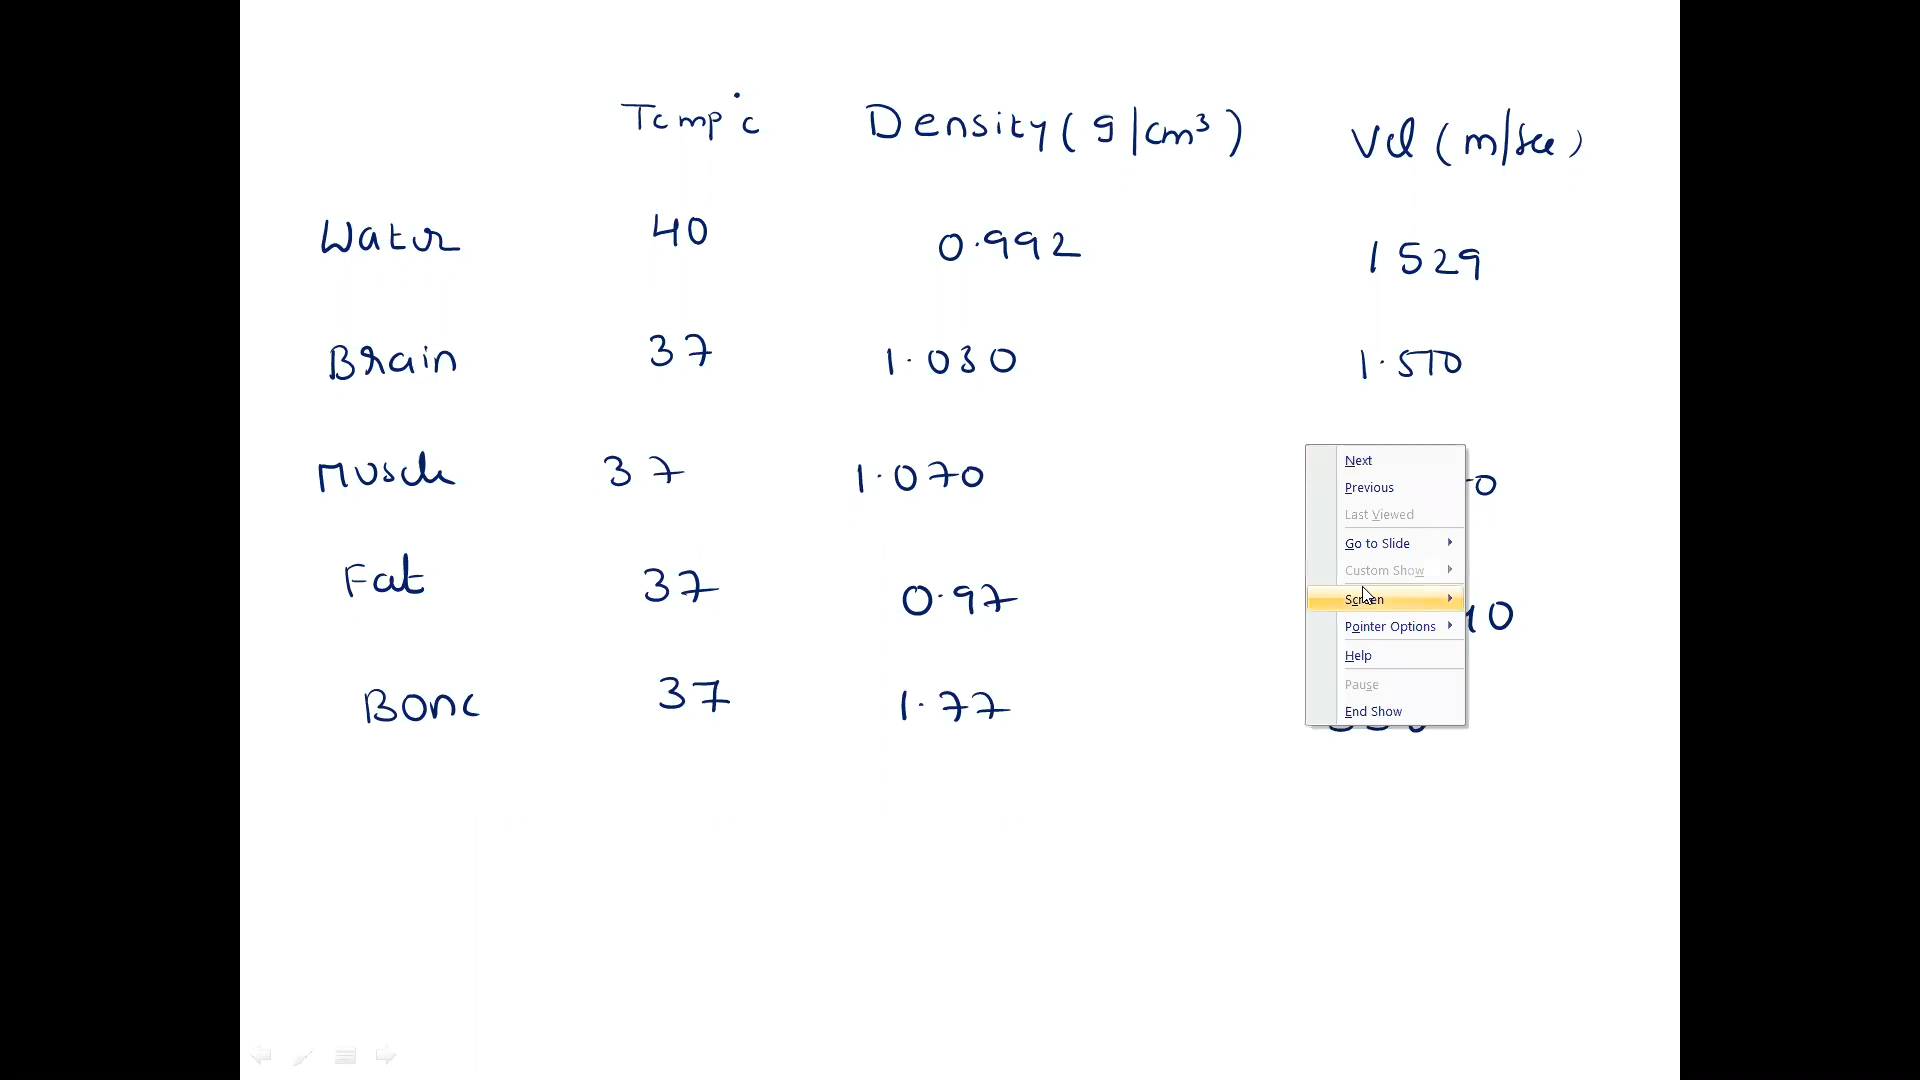 Temp °c Density (g/cm³) Vel (m/sec)
Water 40 0.992 1529
Brain 37 1.030 1.510
Muscle 37 1.070
Fat 37 0.97
Bone 37 1.77
Next
Previous
Last Viewed
Go to Slide
Custom Show
Screen
Pointer Options
Help
Pause
End Show